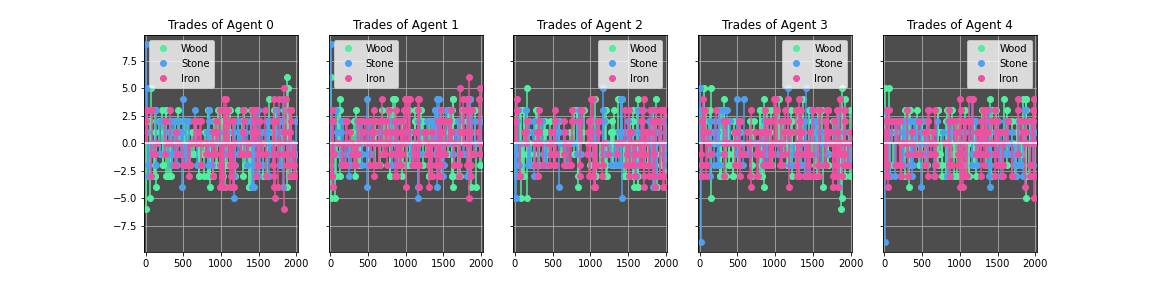 Trades of Agent 0
Trades of Agent 1
Trades of Agent 2
Trades of Agent 3
Trades of Agent 4
Wood
Stone
Iron
Wood
Stone
Iron
Wood
Stone
Iron
Wood
Stone
Iron
Wood
Stone
Iron
7.5
5.0
2.5
0.0
−2.5
−5.0
−7.5
0 500 1000 1500 2000
0 500 1000 1500 2000
0 500 1000 1500 2000
0 500 1000 1500 2000
0 500 1000 1500 2000